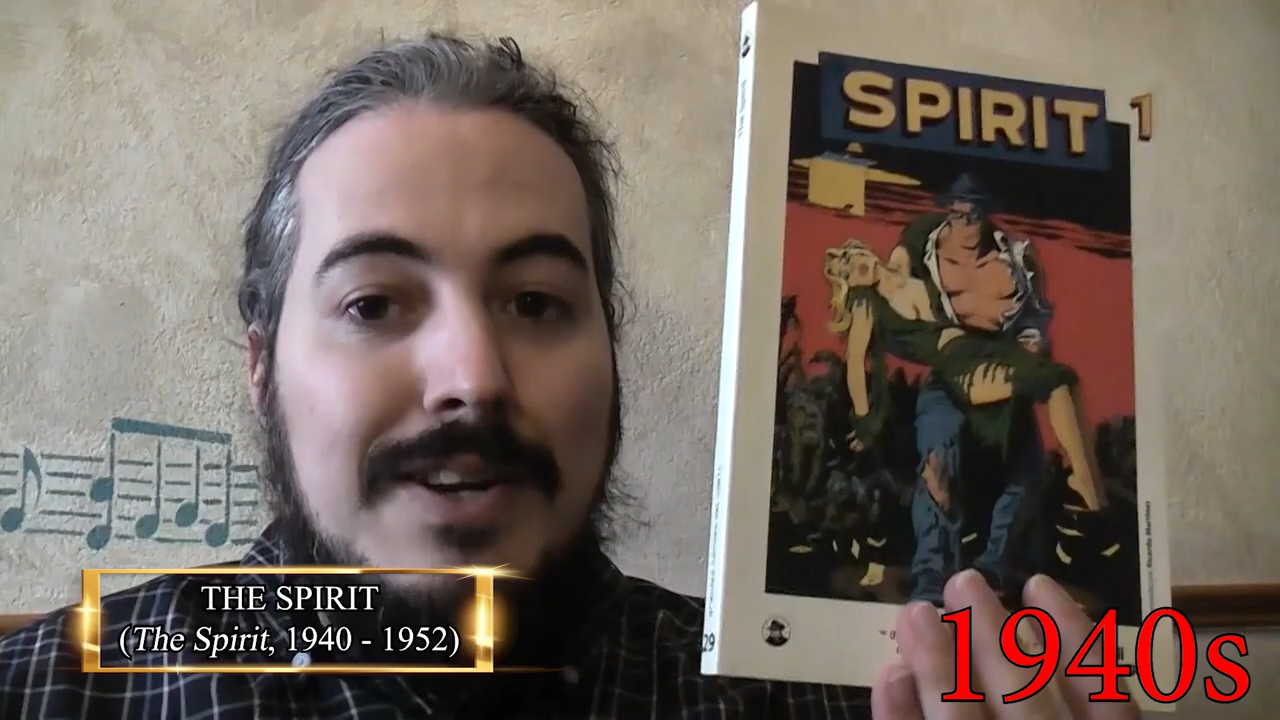 SPIRIT 1
THE SPIRIT
(The Spirit, 1940 - 1952)
29
1940s